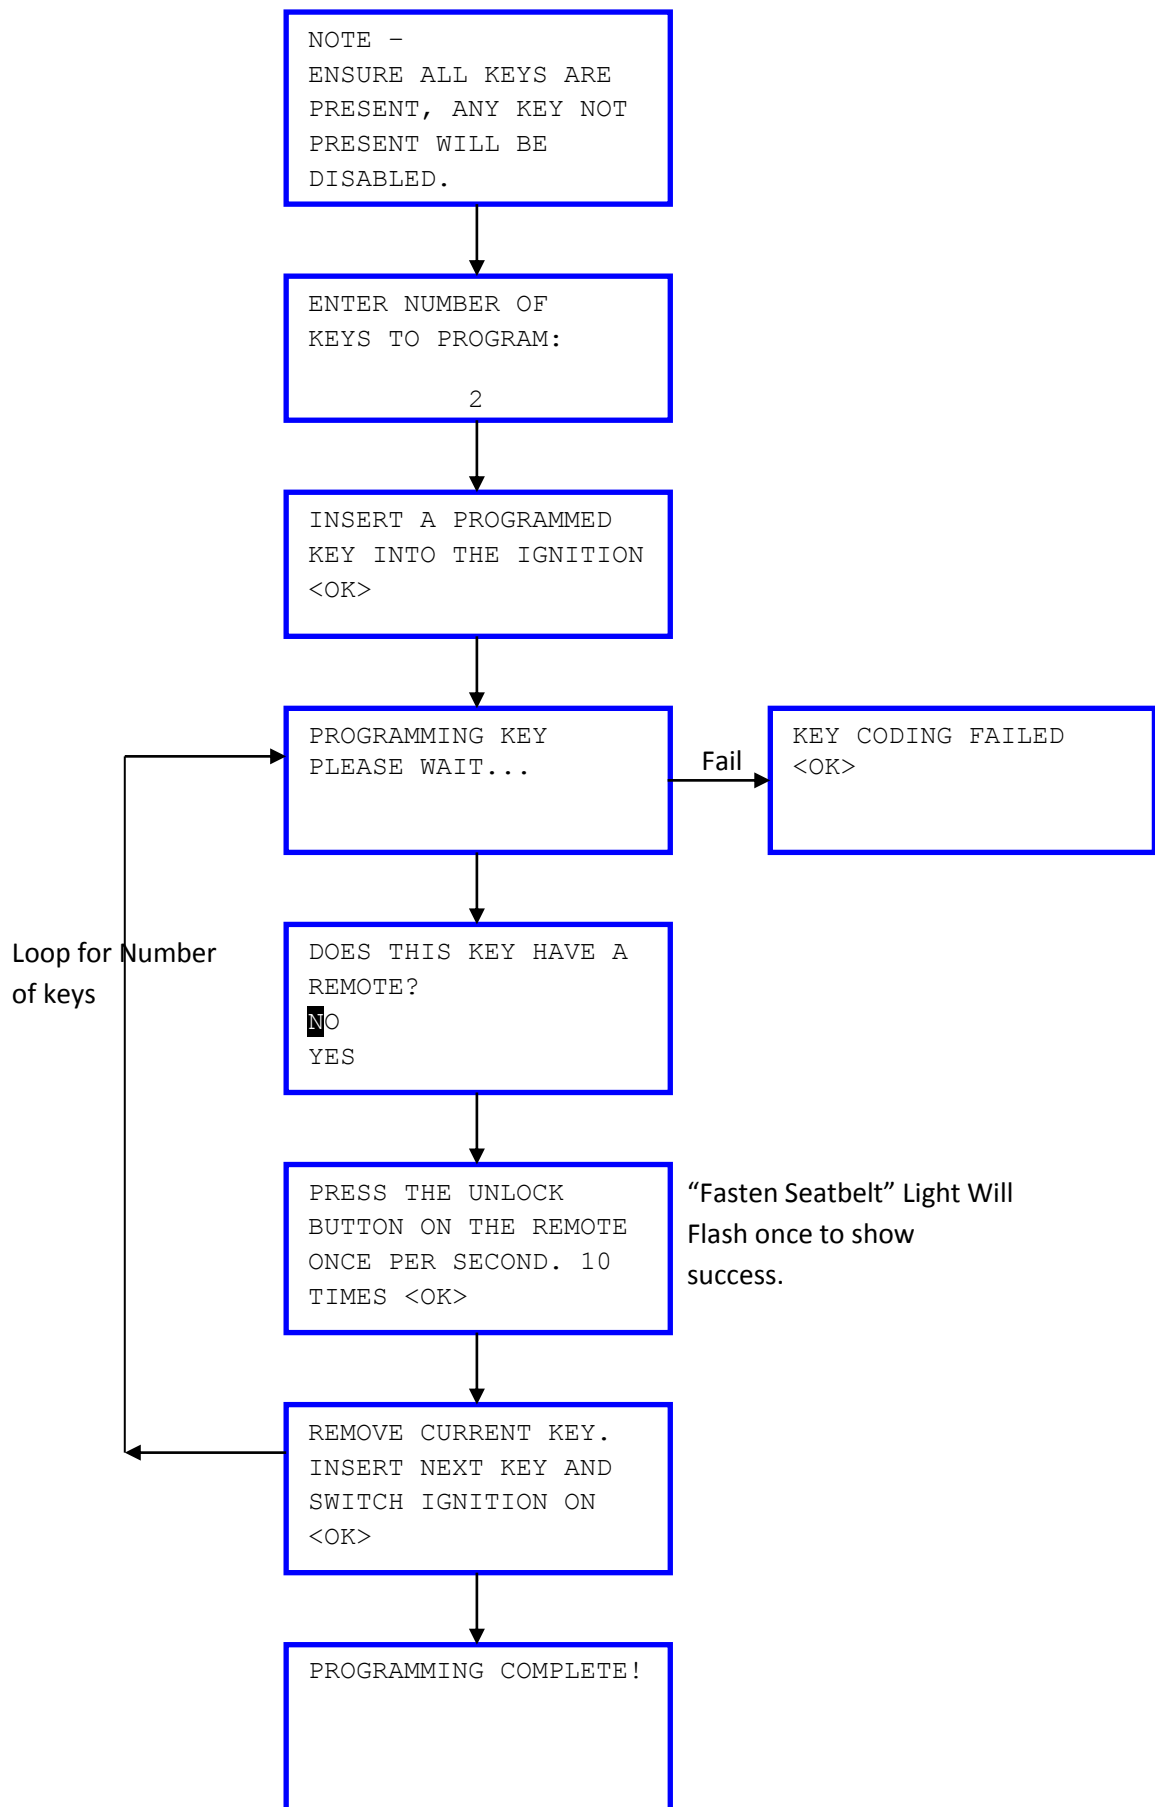 NOTE –
ENSURE ALL KEYS ARE
PRESENT, ANY KEY NOT
PRESENT WILL BE
DISABLED.
ENTER NUMBER OF
KEYS TO PROGRAM:
2
INSERT A PROGRAMMED
KEY INTO THE IGNITION
<OK>
PROGRAMMING KEY
PLEASE WAIT...
Fail
KEY CODING FAILED
<OK>
Loop for Number
of keys
DOES THIS KEY HAVE A
REMOTE?
NO
YES
PRESS THE UNLOCK
BUTTON ON THE REMOTE
ONCE PER SECOND. 10
TIMES <OK>
“Fasten Seatbelt” Light Will
Flash once to show
success.
REMOVE CURRENT KEY.
INSERT NEXT KEY AND
SWITCH IGNITION ON
<OK>
PROGRAMMING COMPLETE!